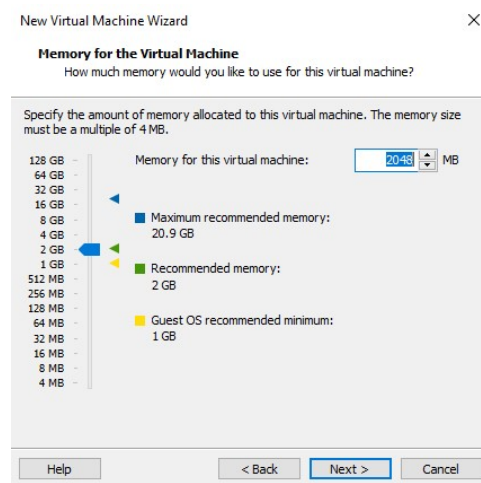 New Virtual Machine Wizard
Memory for the Virtual Machine
How much memory would you like to use for this virtual machine?
Specify the amount of memory allocated to this virtual machine. The memory size
must be a multiple of 4 MB.
Memory for this virtual machine: 2048 MB
128 GB
64 GB
32 GB
16 GB
8 GB
4 GB
2 GB
1 GB
512 MB
256 MB
128 MB
64 MB
32 MB
16 MB
8 MB
4 MB
Maximum recommended memory:
20.9 GB
Recommended memory:
2 GB
Guest OS recommended minimum:
1 GB
Help
< Back
Next >
Cancel